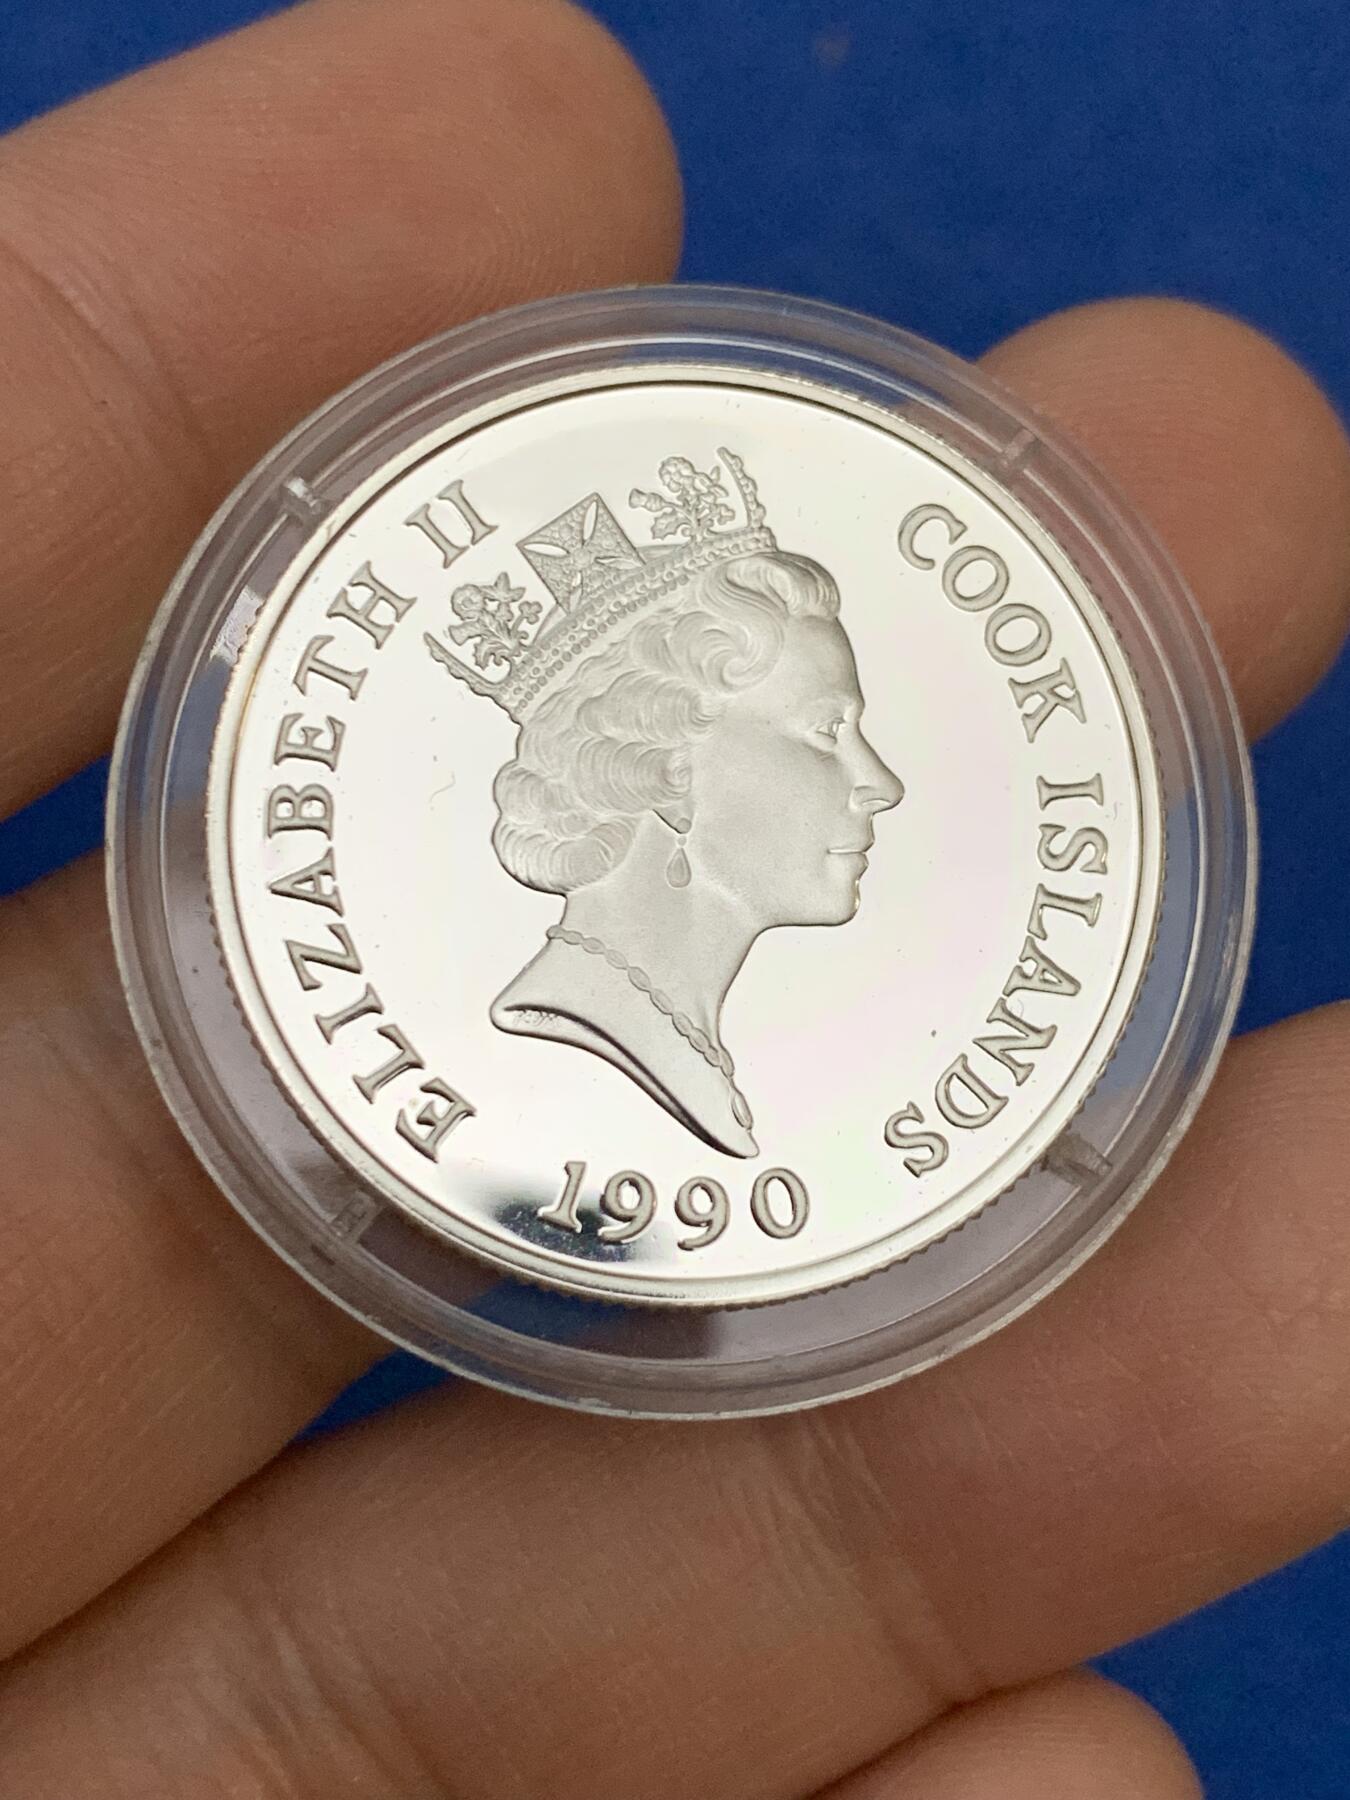 ELIZABETH II
COOK ISLANDS
1990